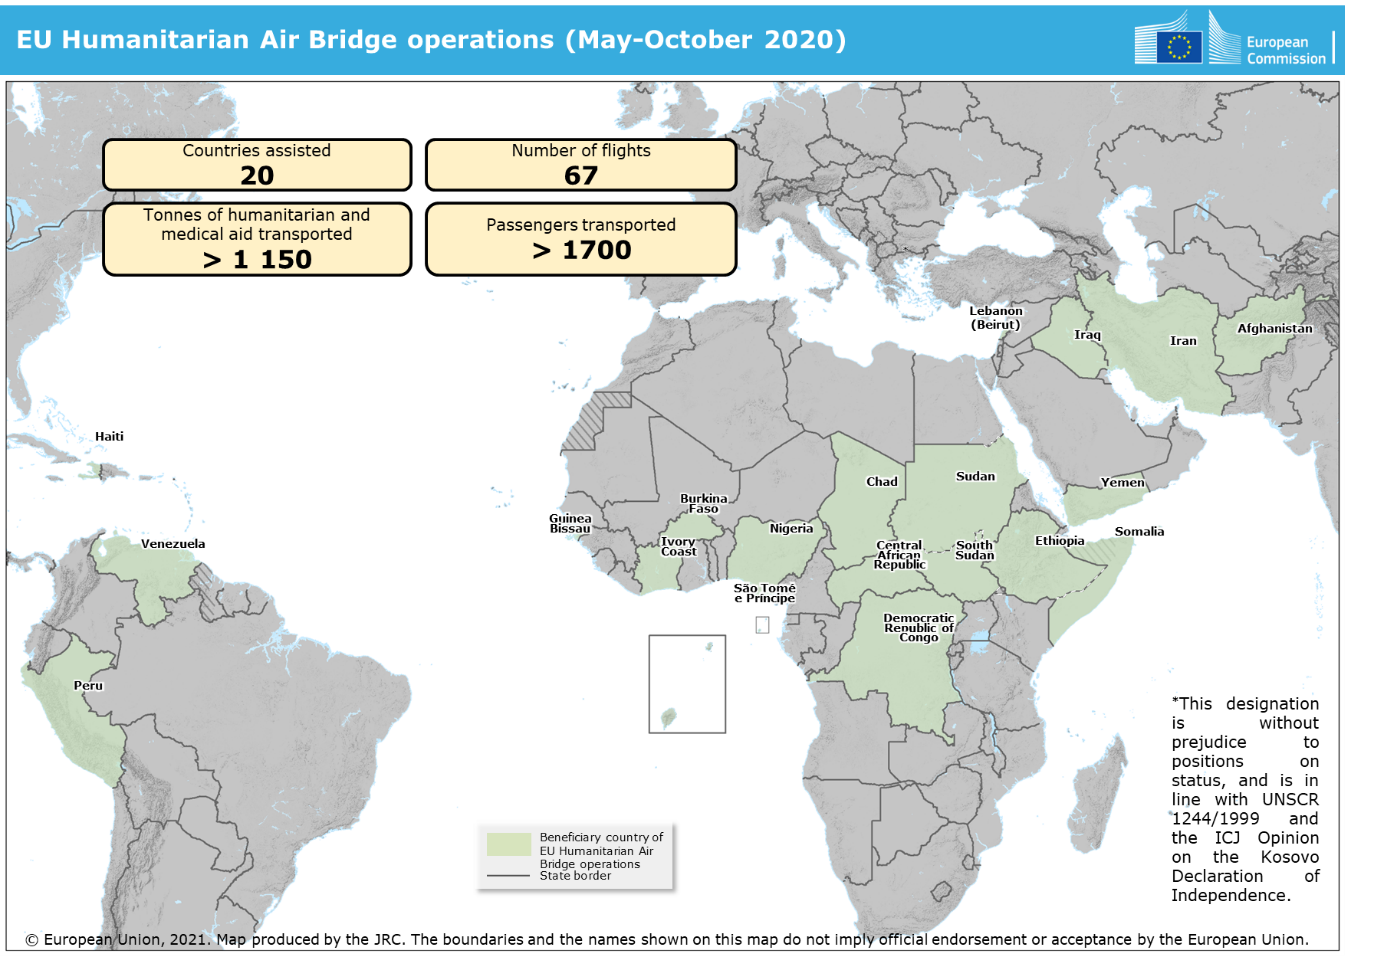 EU Humanitarian Air Bridge operations (May-October 2020)
European
Commission
Countries assisted
20
Number of flights
67
Tonnes of humanitarian and
medical aid transported
> 1 150
Passengers transported
> 1700
Lebanon
(Beirut)
Iraq
Iran
Afghanistan
Haiti
Chad
Sudan
Yemen
Burkina
Faso
Guinea
Bissau
Nigeria
Somalia
Venezuela
Ivory
Coast
Central
African
Republic
South
Sudan
Ethiopia
São Tomé
e Príncipe
Democratic
Republic of
Congo
Peru
*This designation
is without
prejudice to
positions on
status, and is in
line with UNSCR
1244/1999 and
the ICJ Opinion
on the Kosovo
Declaration of
Independence.
Beneficiary country of
EU Humanitarian Air
Bridge operations
State border
© European Union, 2021. Map produced by the JRC. The boundaries and the names shown on this map do not imply official endorsement or acceptance by the European Union.